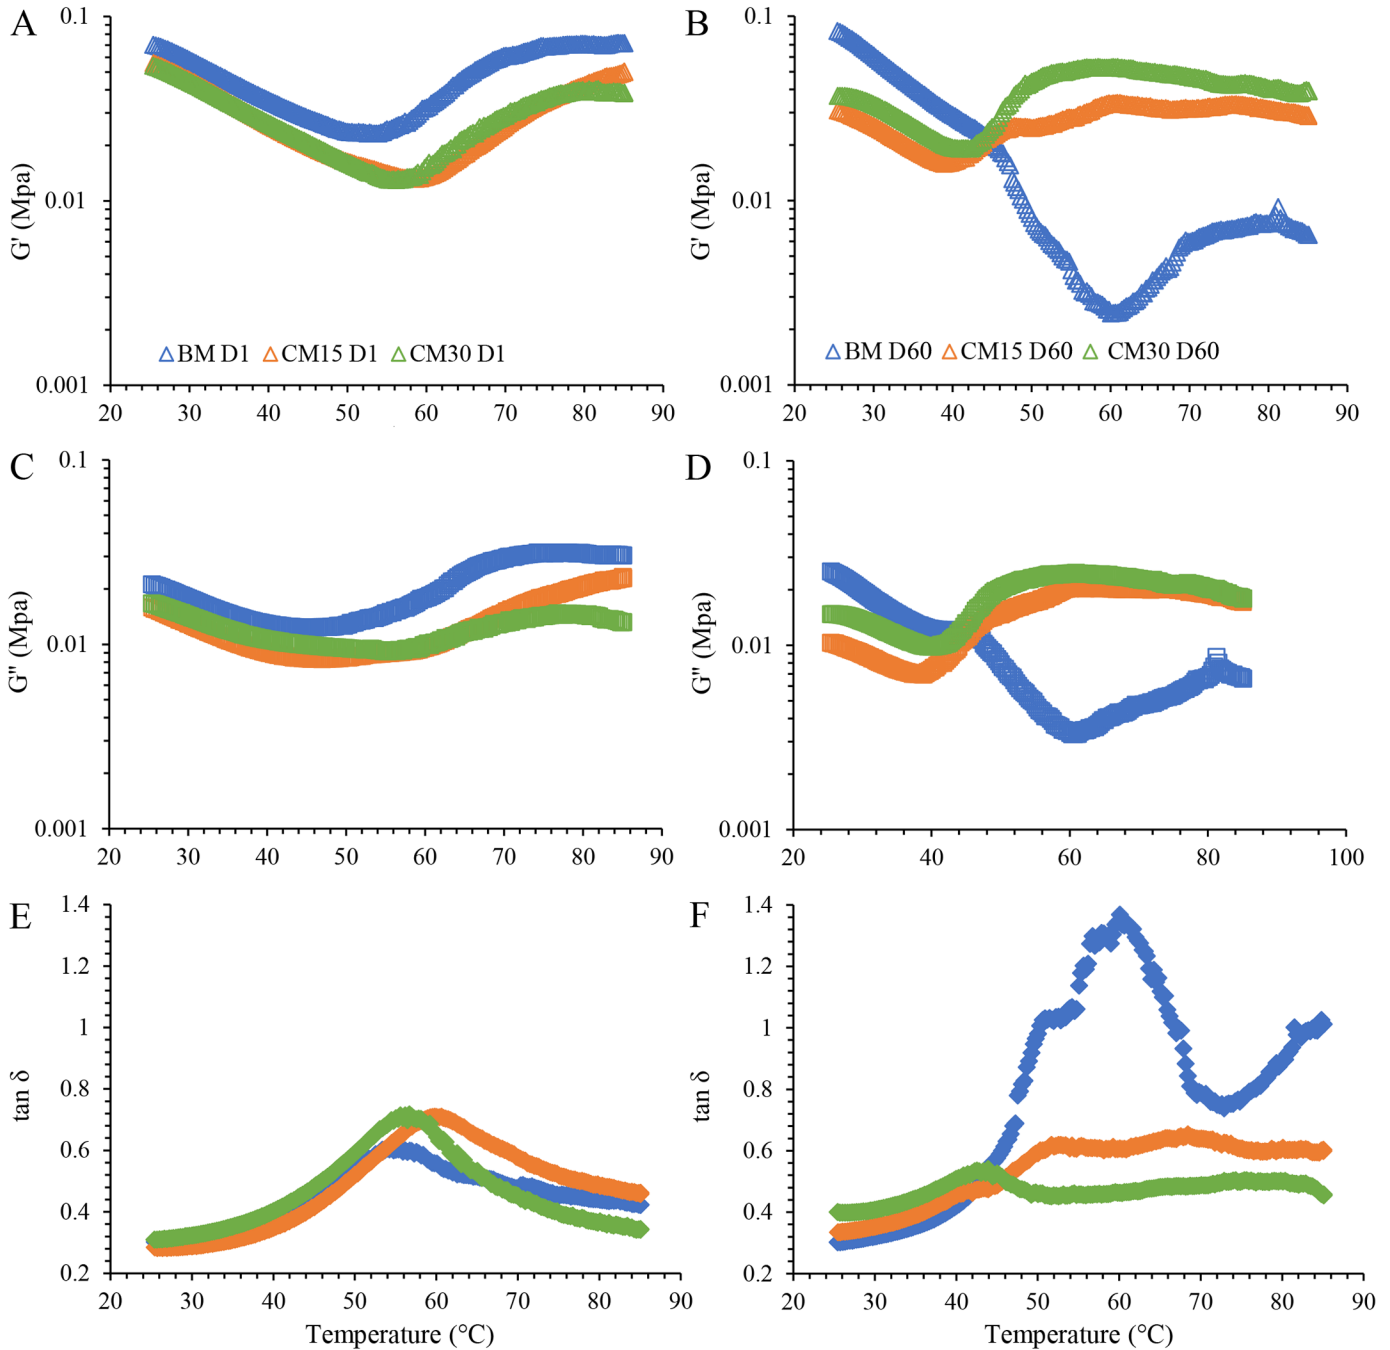 A
0.1
0.01
0.001
G' (Mpa)
BM D1 CM15 D1 CM30 D1
20 30 40 50 60 70 80 90
B
0.1
0.01
0.001
G' (Mpa)
BM D60 CM15 D60 CM30 D60
20 30 40 50 60 70 80 90
C
0.1
0.01
0.001
G" (Mpa)
20 30 40 50 60 70 80 90
D
0.1
0.01
0.001
G" (Mpa)
20 40 60 80 100
E
1.4
1.2
1
0.8
0.6
0.4
0.2
tan δ
20 30 40 50 60 70 80 90
Temperature (°C)
F
1.4
1.2
1
0.8
0.6
0.4
0.2
tan δ
20 30 40 50 60 70 80 90
Temperature (°C)